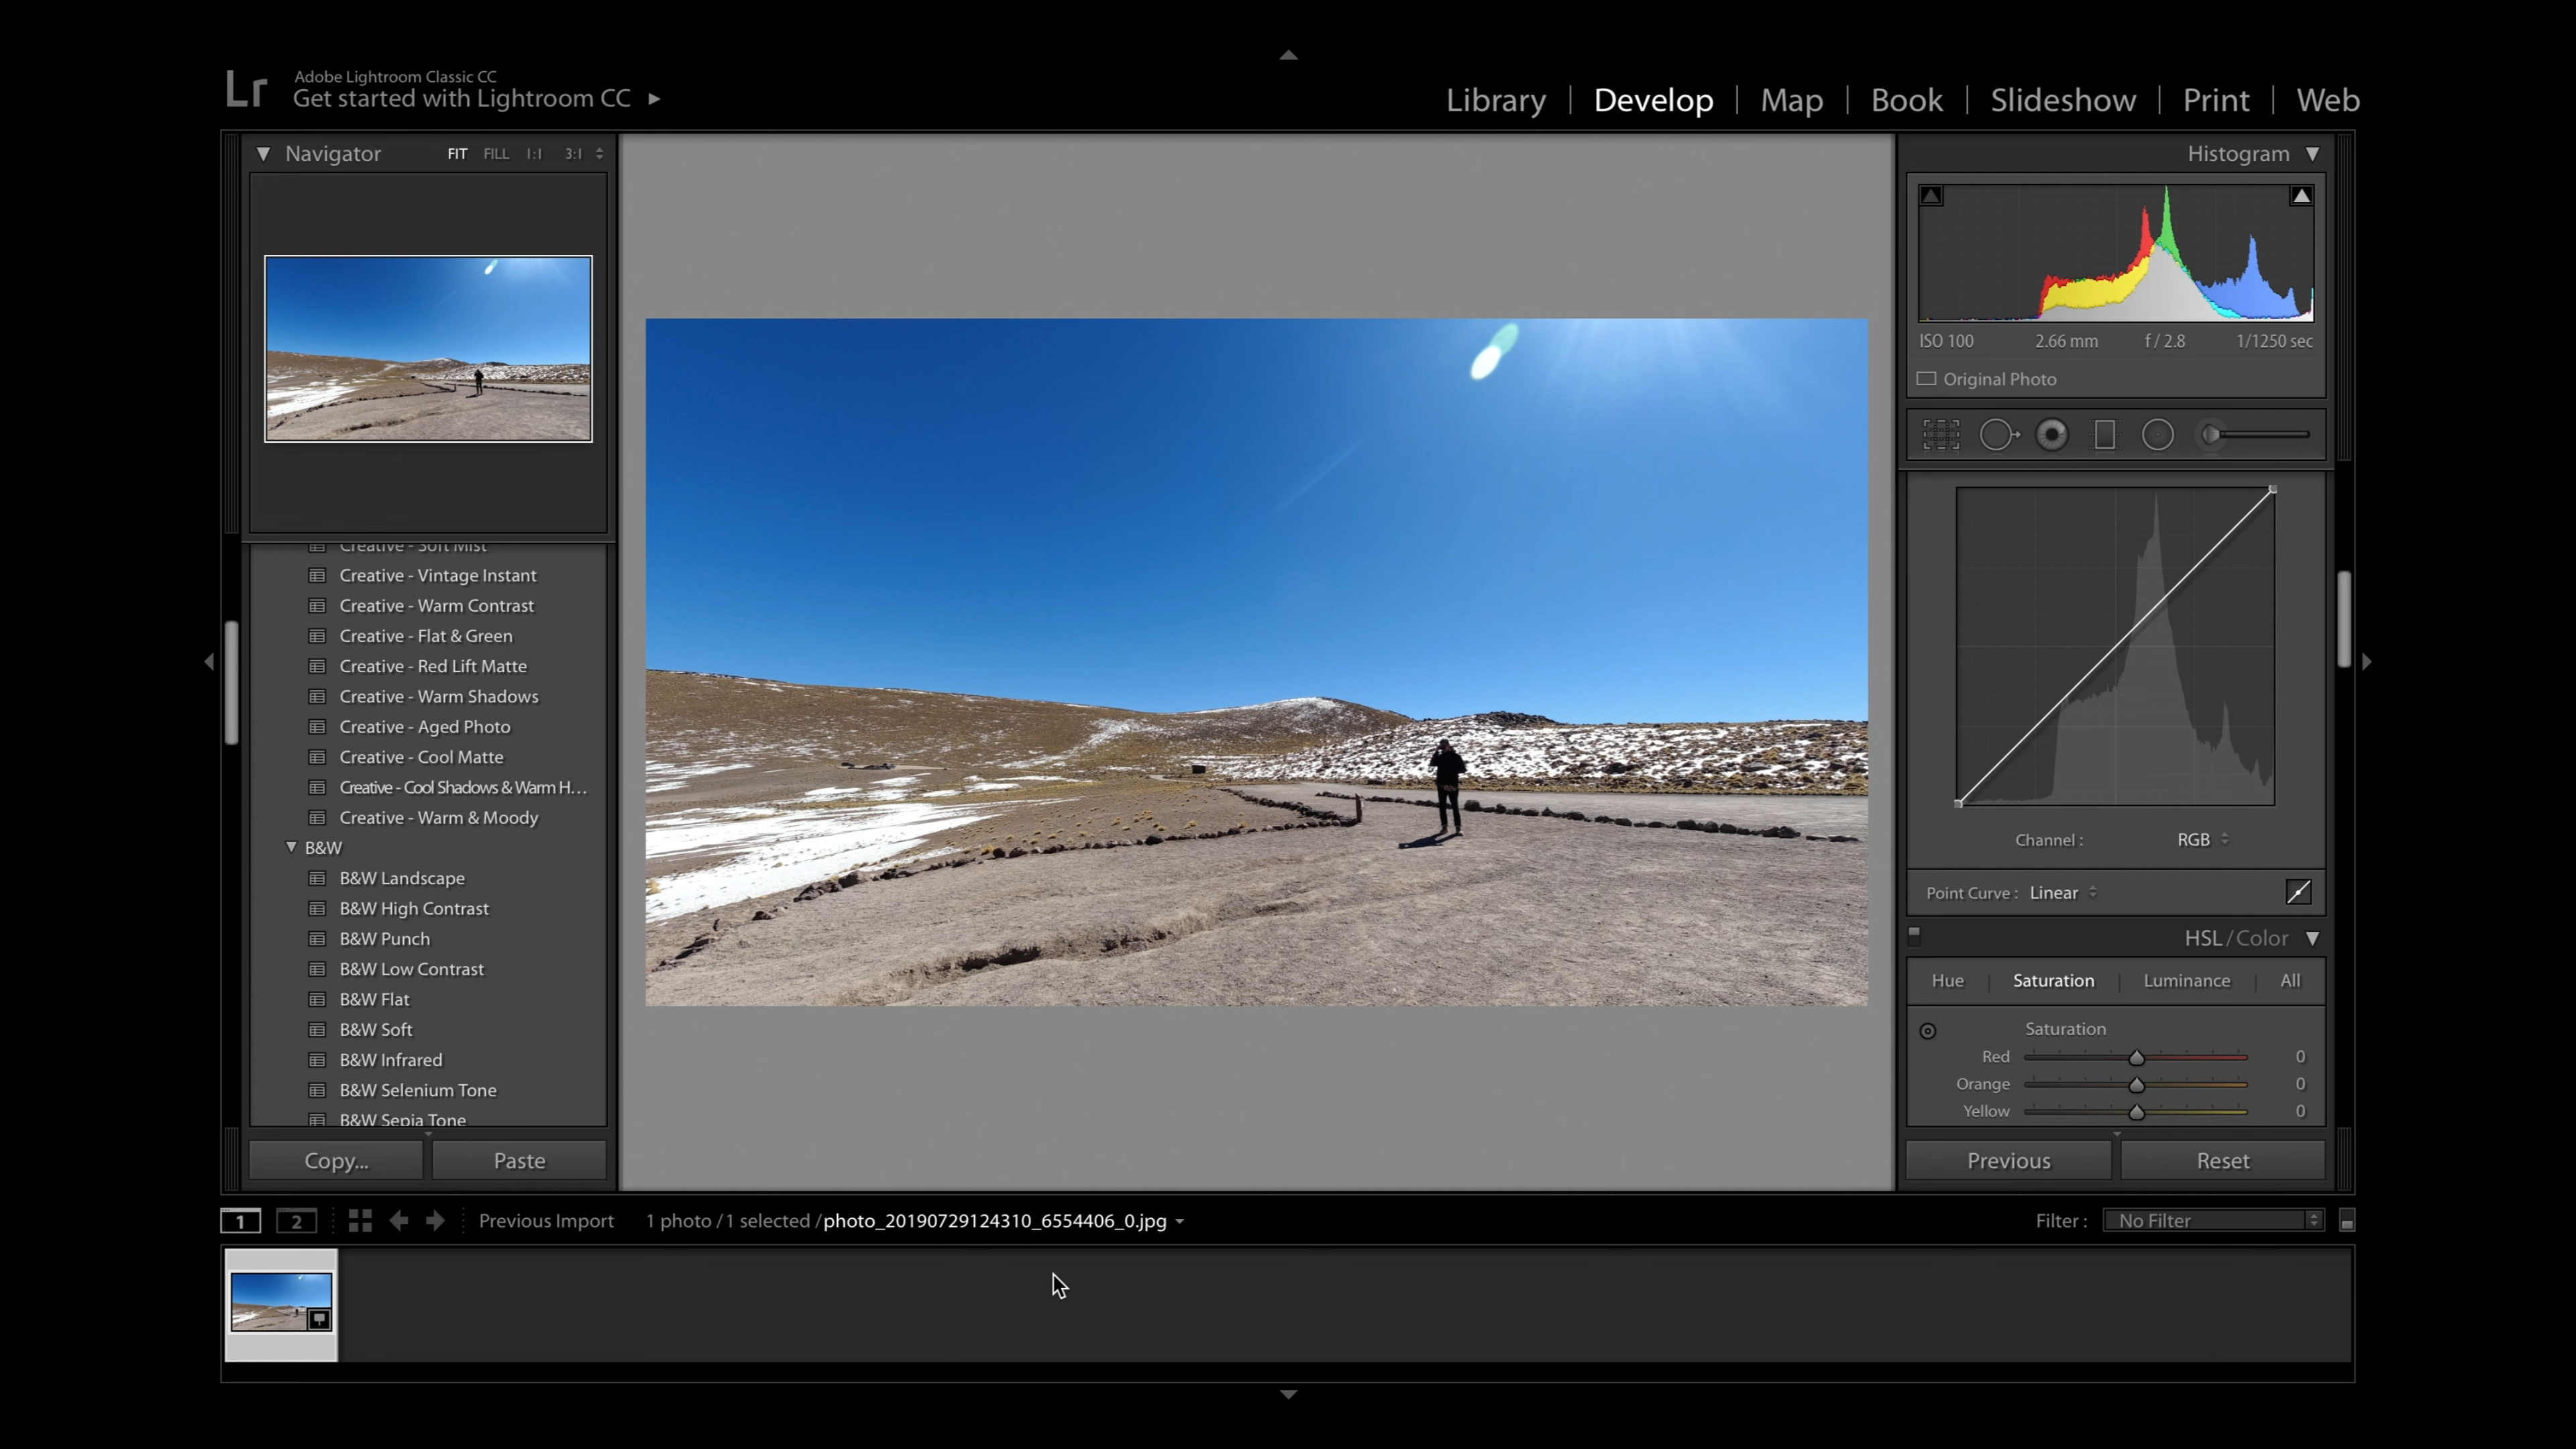 Lr
Adobe Lightroom Classic CC
Get started with Lightroom CC
Library | Develop | Map | Book | Slideshow | Print | Web
Navigator FIT FILL 1:1 3:1
Creative - Soft Mist
Creative - Vintage Instant
Creative - Warm Contrast
Creative - Flat & Green
Creative - Red Lift Matte
Creative - Warm Shadows
Creative - Aged Photo
Creative - Cool Matte
Creative - Cool Shadows & Warm H...
Creative - Warm & Moody
B&W
B&W Landscape
B&W High Contrast
B&W Punch
B&W Low Contrast
B&W Flat
B&W Soft
B&W Infrared
B&W Selenium Tone
B&W Sepia Tone
Copy... Paste
Histogram
ISO 100 2.66 mm f / 2.8 1/1250 sec
Original Photo
Channel : RGB
Point Curve : Linear
HSL / Color
Hue | Saturation | Luminance | All
Saturation
Red 0
Orange 0
Yellow 0
Previous Reset
1 2 Previous Import 1 photo / 1 selected / photo_20190729124310_6554406_0.jpg Filter : No Filter